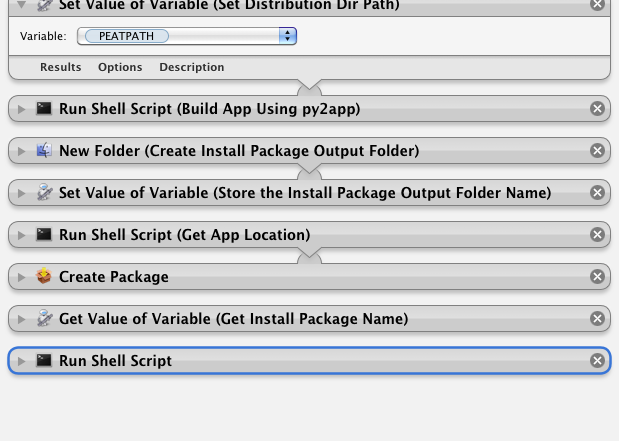 Set Value of Variable (Set Distribution Dir Path)
Variable: PEATPATH
Results Options Description
Run Shell Script (Build App Using py2app)
New Folder (Create Install Package Output Folder)
Set Value of Variable (Store the Install Package Output Folder Name)
Run Shell Script (Get App Location)
Create Package
Get Value of Variable (Get Install Package Name)
Run Shell Script